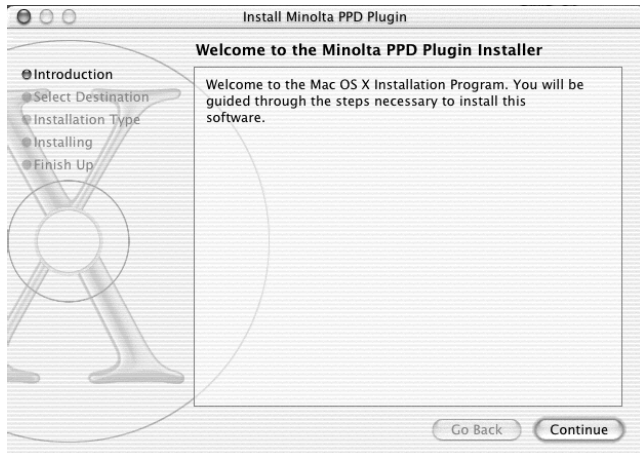 Install Minolta PPD Plugin
Welcome to the Minolta PPD Plugin Installer
Introduction
Select Destination
Installation Type
Installing
Finish Up
Welcome to the Mac OS X Installation Program. You will be
guided through the steps necessary to install this
software.
Go Back
Continue